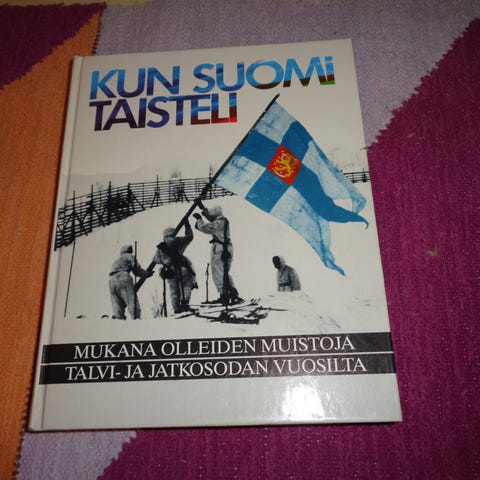 KUN SUOMI
TAISTELI
MUKANA OLLEIDEN MUISTOJA
TALVI- JA JATKOSODAN VUOSILTA